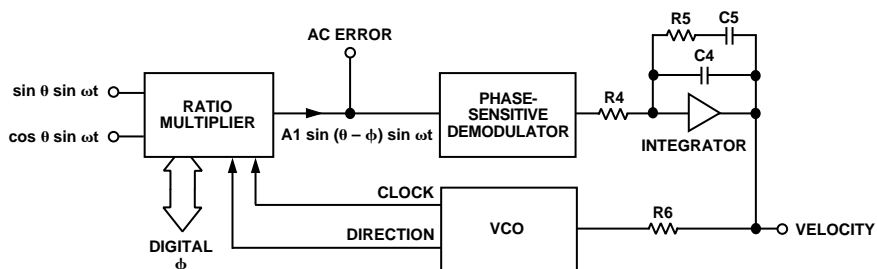 AC ERROR
R5
C5
C4
sin θ sin ωt
cos θ sin ωt
RATIO
MULTIPLIER
A1 sin (θ – ϕ) sin ωt
PHASE-
SENSITIVE
DEMODULATOR
R4
INTEGRATOR
CLOCK
DIRECTION
VCO
R6
VELOCITY
DIGITAL
ϕ